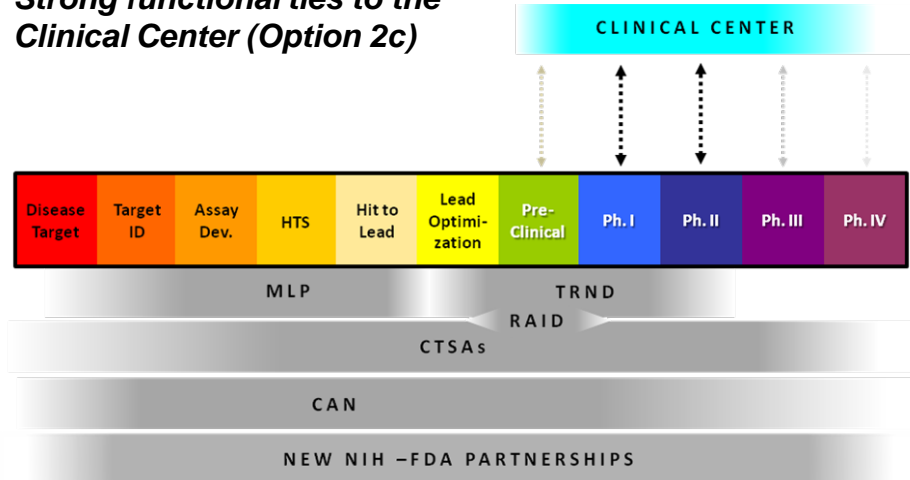 Strong functional ties to the
Clinical Center (Option 2c)
CLINICAL CENTER
Disease
Target
Target
ID
Assay
Dev.
HTS
Hit to
Lead
Lead
Optimi-
zation
Pre-
Clinical
Ph. I
Ph. II
Ph. III
Ph. IV
MLP
TRND
RAID
CTSAs
CAN
NEW NIH –FDA PARTNERSHIPS